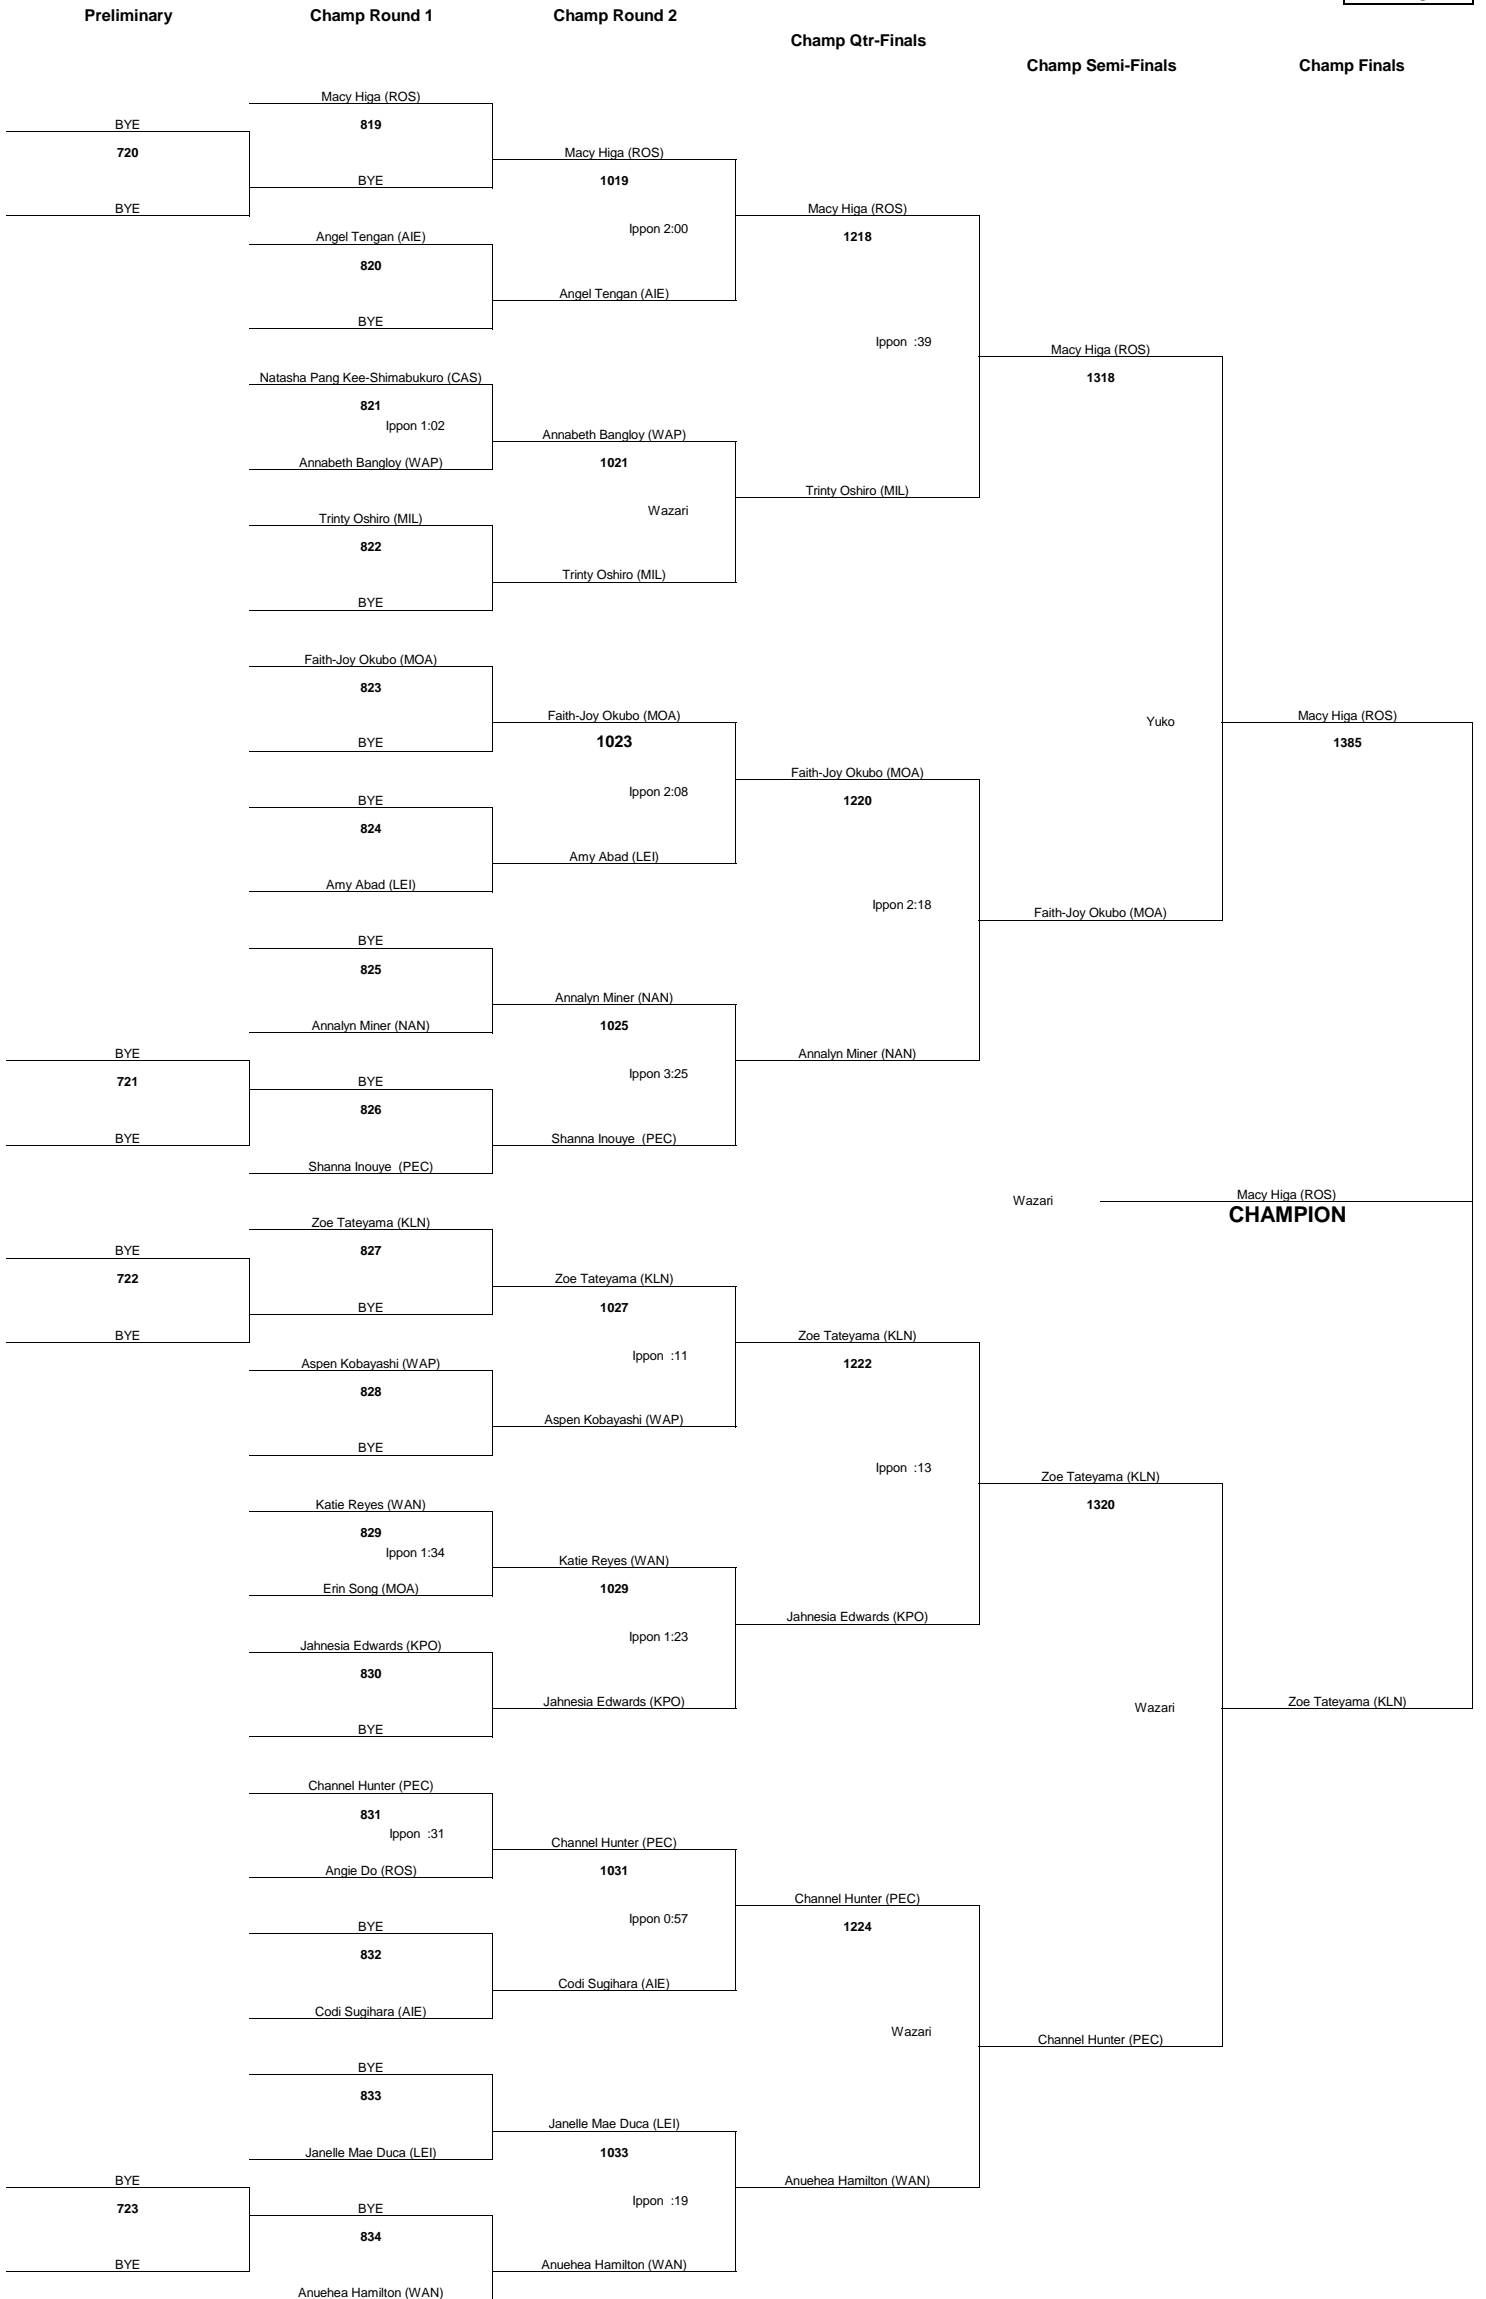 Preliminary
Champ Round 1
Champ Round 2
Champ Qtr-Finals
Champ Semi-Finals
Champ Finals
Macy Higa (ROS)
BYE
819
720
Macy Higa (ROS)
BYE
1019
BYE
Macy Higa (ROS)
Ippon 2:00
Angel Tengan (AIE)
1218
820
Angel Tengan (AIE)
BYE
Ippon :39
Macy Higa (ROS)
Natasha Pang Kee-Shimabukuro (CAS)
1318
821
Ippon 1:02
Annabeth Bangloy (WAP)
Annabeth Bangloy (WAP)
1021
Trinty Oshiro (MIL)
Wazari
Trinty Oshiro (MIL)
822
Trinty Oshiro (MIL)
BYE
Faith-Joy Okubo (MOA)
823
Faith-Joy Okubo (MOA)
Yuko
Macy Higa (ROS)
BYE
1023
1385
Faith-Joy Okubo (MOA)
Ippon 2:08
BYE
1220
824
Amy Abad (LEI)
Amy Abad (LEI)
Ippon 2:18
Faith-Joy Okubo (MOA)
BYE
825
Annalyn Miner (NAN)
Annalyn Miner (NAN)
1025
BYE
Annalyn Miner (NAN)
Ippon 3:25
721
BYE
826
BYE
Shanna Inouye (PEC)
Shanna Inouye (PEC)
Wazari
Macy Higa (ROS)
CHAMPION
Zoe Tateyama (KLN)
BYE
827
722
Zoe Tateyama (KLN)
BYE
1027
BYE
Zoe Tateyama (KLN)
Ippon :11
Aspen Kobayashi (WAP)
1222
828
Aspen Kobayashi (WAP)
BYE
Ippon :13
Zoe Tateyama (KLN)
Katie Reyes (WAN)
1320
829
Ippon 1:34
Katie Reyes (WAN)
Erin Song (MOA)
1029
Jahnesia Edwards (KPO)
Ippon 1:23
Jahnesia Edwards (KPO)
830
Jahnesia Edwards (KPO)
Wazari
Zoe Tateyama (KLN)
BYE
Channel Hunter (PEC)
831
Ippon :31
Channel Hunter (PEC)
Angie Do (ROS)
1031
Channel Hunter (PEC)
Ippon 0:57
BYE
1224
832
Codi Sugihara (AIE)
Codi Sugihara (AIE)
Wazari
Channel Hunter (PEC)
BYE
833
Janelle Mae Duca (LEI)
Janelle Mae Duca (LEI)
1033
BYE
Anuehea Hamilton (WAN)
Ippon :19
723
BYE
834
BYE
Anuehea Hamilton (WAN)
Anuehea Hamilton (WAN)